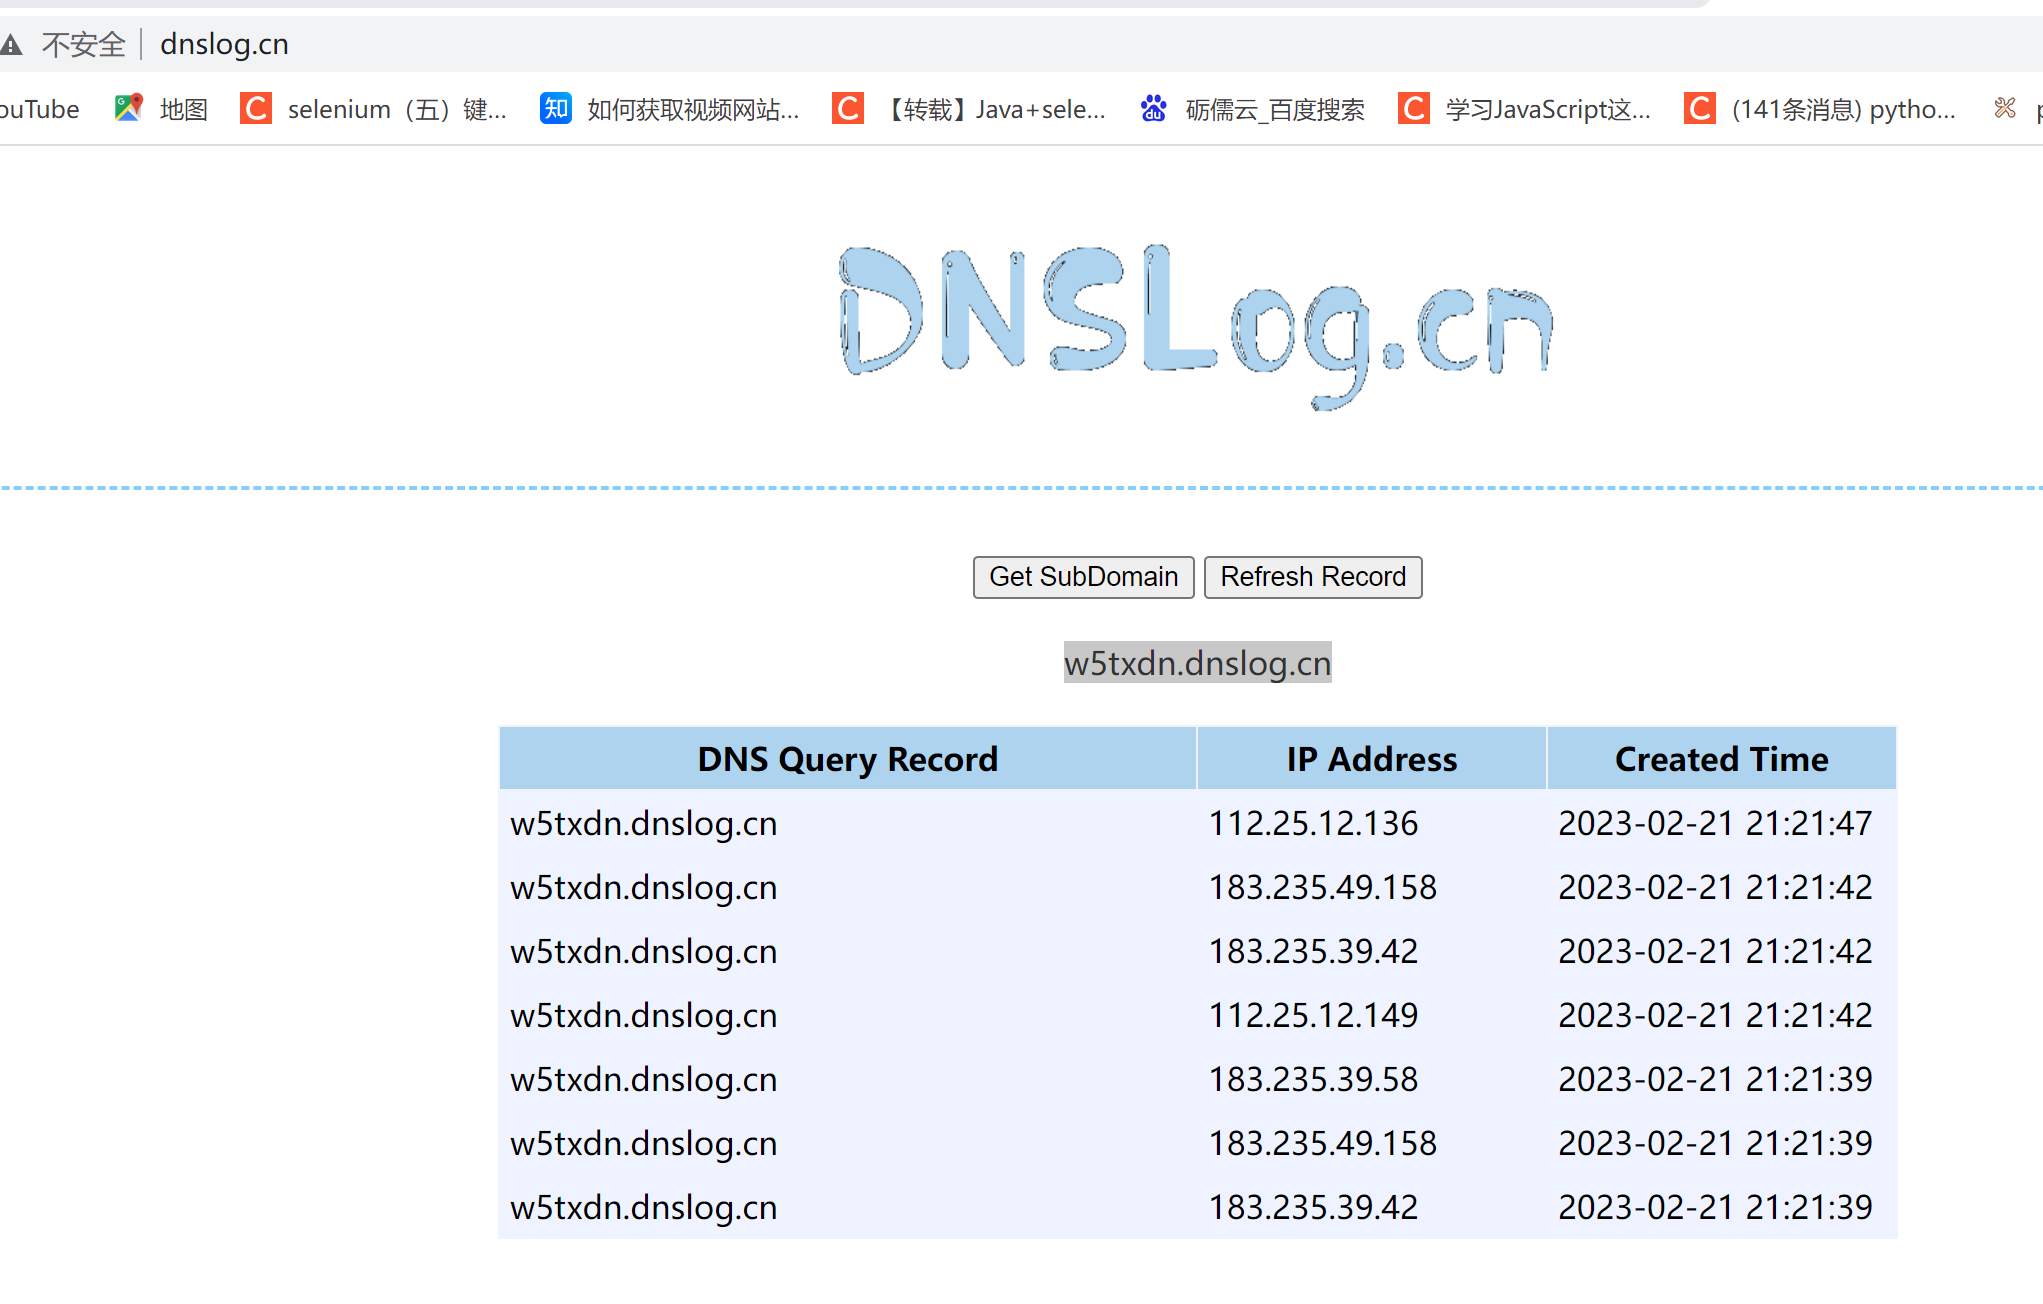 不安全 dnslog.cn
ouTube 地图 selenium（五）键... 如何获取视频网站... 【转载】Java+sele... 砺儒云_百度搜索 学习JavaScript这... (141条消息) pytho...
DNSLog.cn
Get SubDomain Refresh Record
w5txdn.dnslog.cn
DNS Query Record IP Address Created Time
w5txdn.dnslog.cn 112.25.12.136 2023-02-21 21:21:47
w5txdn.dnslog.cn 183.235.49.158 2023-02-21 21:21:42
w5txdn.dnslog.cn 183.235.39.42 2023-02-21 21:21:42
w5txdn.dnslog.cn 112.25.12.149 2023-02-21 21:21:42
w5txdn.dnslog.cn 183.235.39.58 2023-02-21 21:21:39
w5txdn.dnslog.cn 183.235.49.158 2023-02-21 21:21:39
w5txdn.dnslog.cn 183.235.39.42 2023-02-21 21:21:39